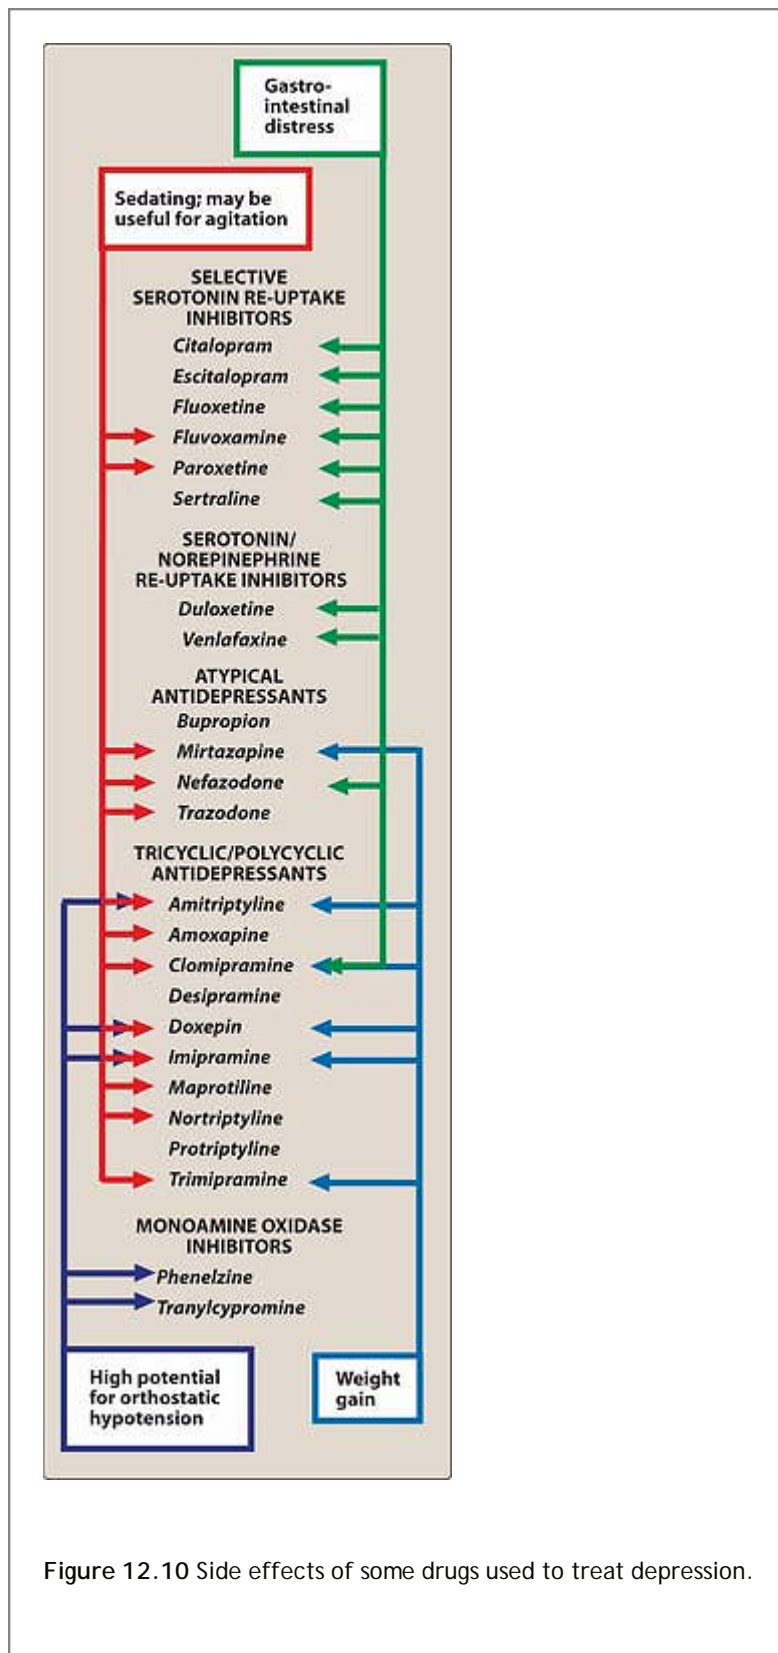 Gastro-
intestinal
distress
Sedating; may be
useful for agitation
SELECTIVE
SEROTONIN RE-UPTAKE
INHIBITORS
Citalopram
Escitalopram
Fluoxetine
Fluvoxamine
Paroxetine
Sertraline
SEROTONIN/
NOREPINEPHRINE
RE-UPTAKE INHIBITORS
Duloxetine
Venlafaxine
ATYPICAL
ANTIDEPRESSANTS
Bupropion
Mirtazapine
Nefazodone
Trazodone
TRICYCLIC/POLYCYCLIC
ANTIDEPRESSANTS
Amitriptyline
Amoxapine
Clomipramine
Desipramine
Doxepin
Imipramine
Maprotiline
Nortriptyline
Protriptyline
Trimipramine
MONOAMINE OXIDASE
INHIBITORS
Phenelzine
Tranylcypromine
High potential
for orthostatic
hypotension
Weight
gain
Figure 12.10 Side effects of some drugs used to treat depression.